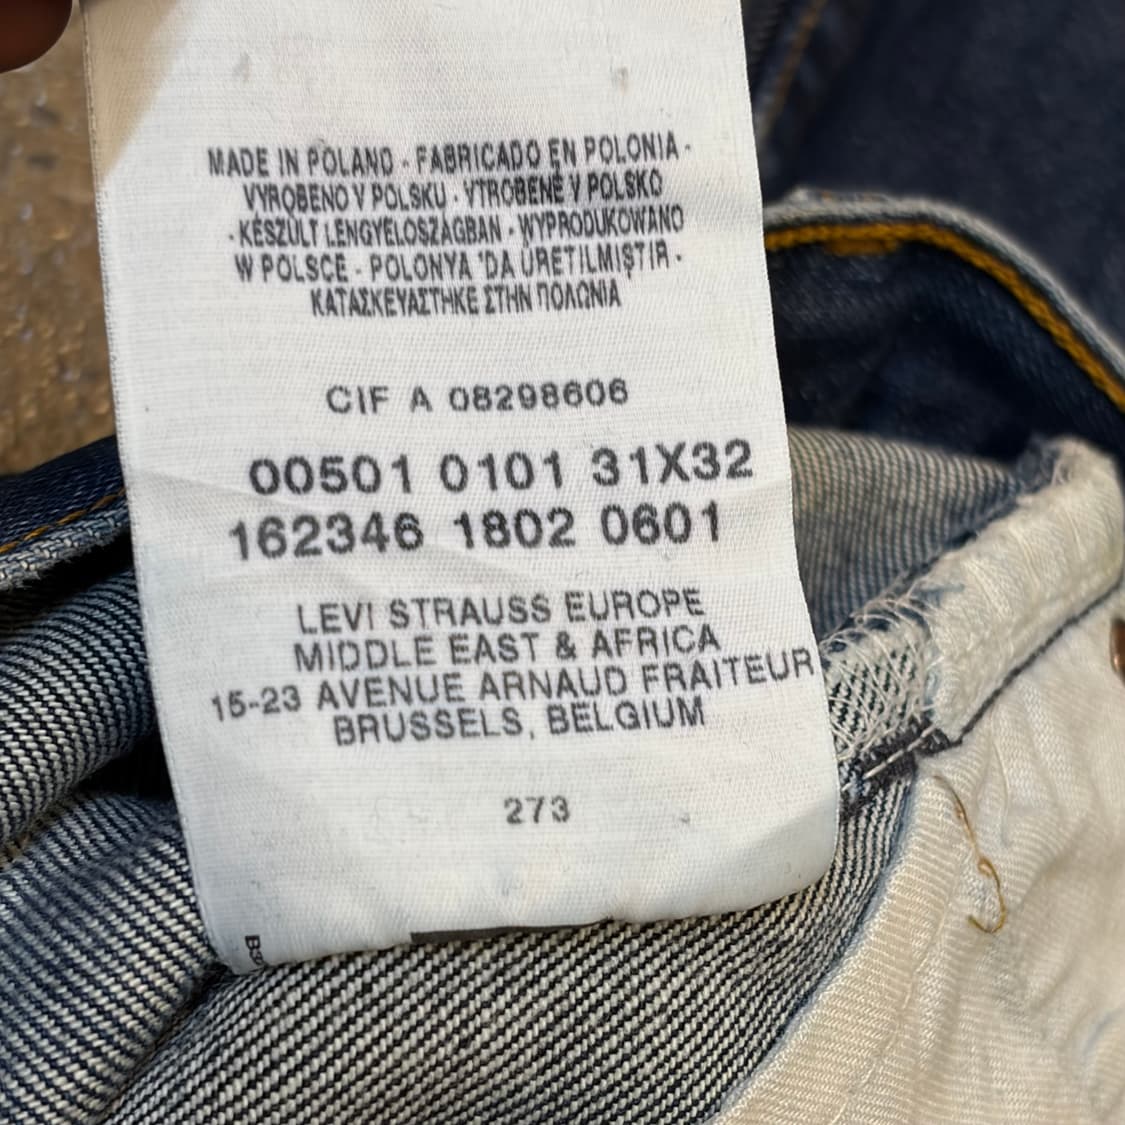 MADE IN POLAND - FABRICADO EN POLONIA -
VYROBENO V POLSKU - VYROBENÉ V POLSKO
- KÉSZÜLT LENGYELOSZÁGBAN - WYPRODUKOWANO
W POLSCE - POLONYA 'DA ÜRETILMIŞTIR -
ΚΑΤΑΣΚΕΥΑΣΤΗΚΕ ΣΤΗΝ ΠΟΛΩΝΙΑ
CIF A 08298606
00501 0101 31X32
162346 1802 0601
LEVI STRAUSS EUROPE
MIDDLE EAST & AFRICA
15-23 AVENUE ARNAUD FRAITEUR
BRUSSELS, BELGIUM
273